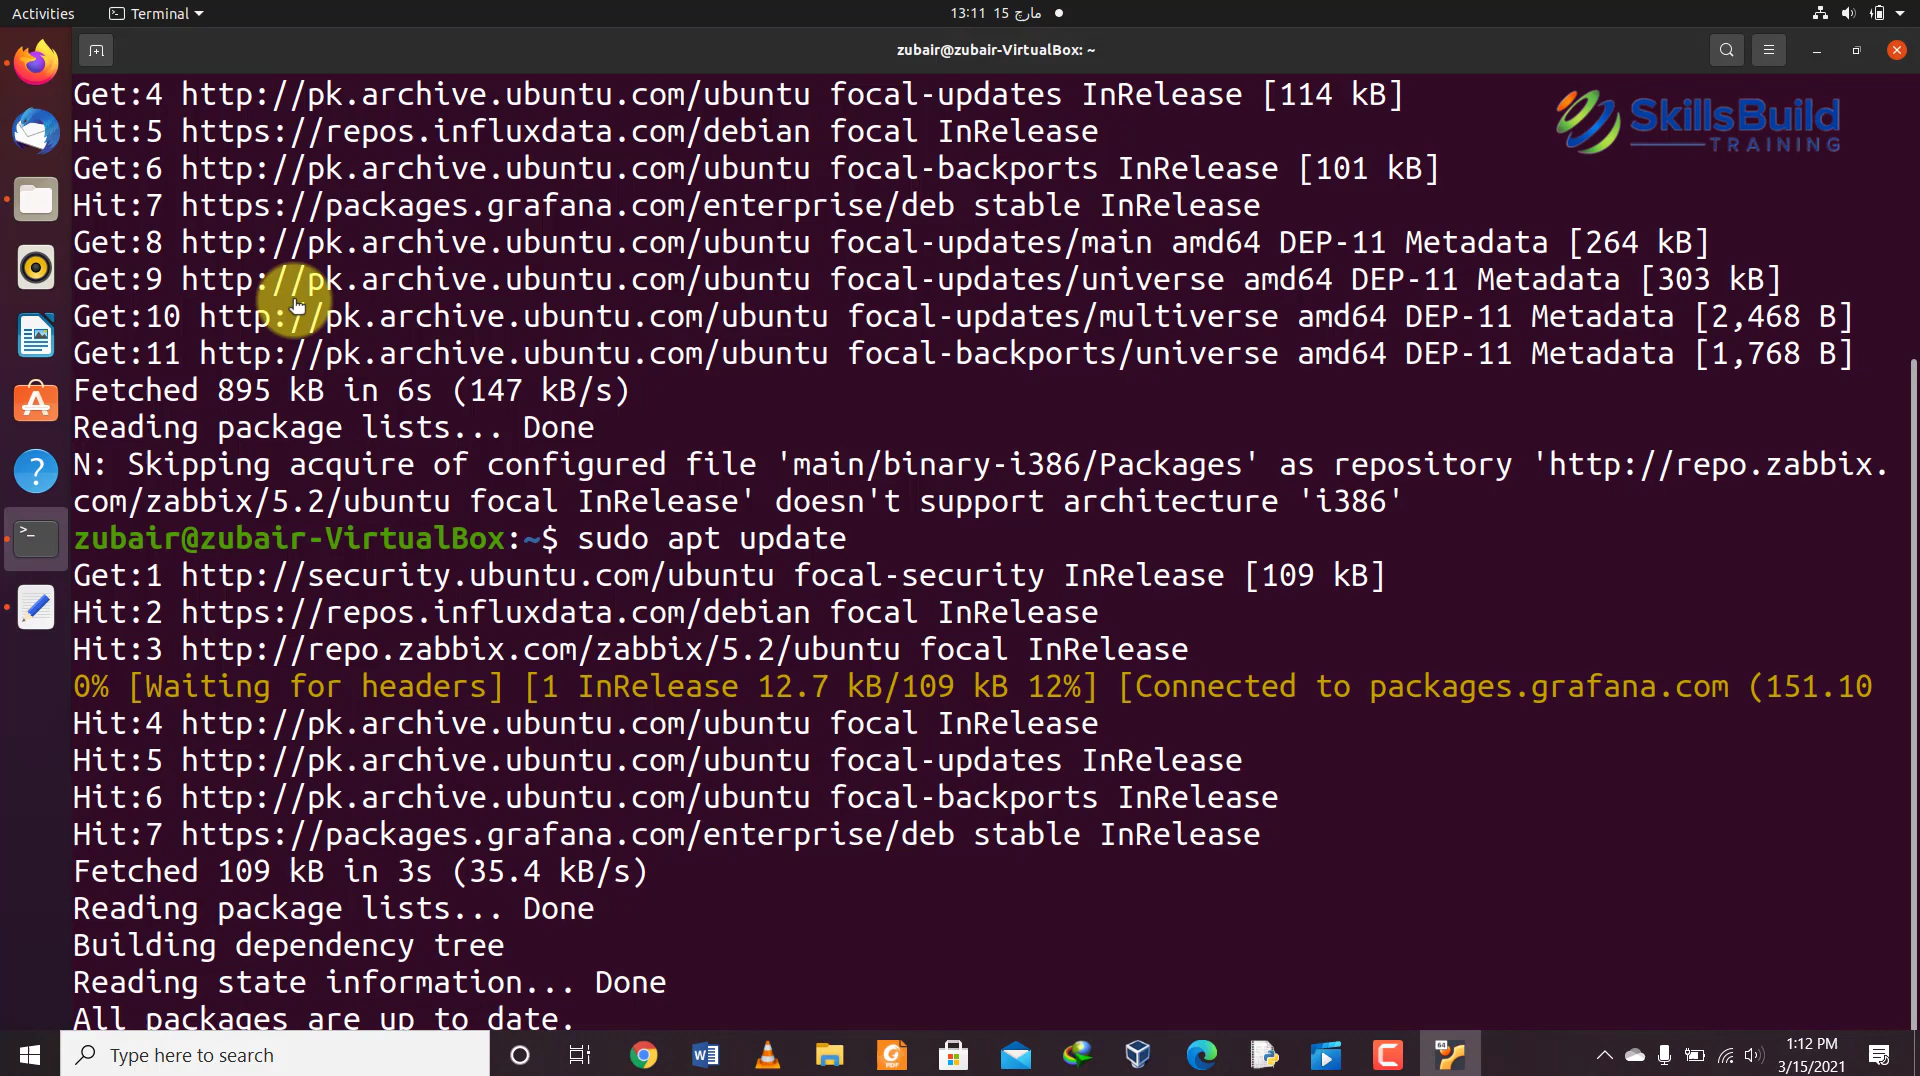 Activities Terminal 13:11 15 مارچ
zubair@zubair-VirtualBox: ~
Get:4 http://pk.archive.ubuntu.com/ubuntu focal-updates InRelease [114 kB]
Hit:5 https://repos.influxdata.com/debian focal InRelease
Get:6 http://pk.archive.ubuntu.com/ubuntu focal-backports InRelease [101 kB]
Hit:7 https://packages.grafana.com/enterprise/deb stable InRelease
Get:8 http://pk.archive.ubuntu.com/ubuntu focal-updates/main amd64 DEP-11 Metadata [264 kB]
Get:9 http://pk.archive.ubuntu.com/ubuntu focal-updates/universe amd64 DEP-11 Metadata [303 kB]
Get:10 http://pk.archive.ubuntu.com/ubuntu focal-updates/multiverse amd64 DEP-11 Metadata [2,468 B]
Get:11 http://pk.archive.ubuntu.com/ubuntu focal-backports/universe amd64 DEP-11 Metadata [1,768 B]
Fetched 895 kB in 6s (147 kB/s)
Reading package lists... Done
N: Skipping acquire of configured file 'main/binary-i386/Packages' as repository 'http://repo.zabbix.
com/zabbix/5.2/ubuntu focal InRelease' doesn't support architecture 'i386'
zubair@zubair-VirtualBox:~$ sudo apt update
Get:1 http://security.ubuntu.com/ubuntu focal-security InRelease [109 kB]
Hit:2 https://repos.influxdata.com/debian focal InRelease
Hit:3 http://repo.zabbix.com/zabbix/5.2/ubuntu focal InRelease
0% [Waiting for headers] [1 InRelease 12.7 kB/109 kB 12%] [Connected to packages.grafana.com (151.10
Hit:4 http://pk.archive.ubuntu.com/ubuntu focal InRelease
Hit:5 http://pk.archive.ubuntu.com/ubuntu focal-updates InRelease
Hit:6 http://pk.archive.ubuntu.com/ubuntu focal-backports InRelease
Hit:7 https://packages.grafana.com/enterprise/deb stable InRelease
Fetched 109 kB in 3s (35.4 kB/s)
Reading package lists... Done
Building dependency tree
Reading state information... Done
All packages are up to date.
SkillsBuild
TRAINING
Type here to search
PDF
64
1:12 PM
3/15/2021